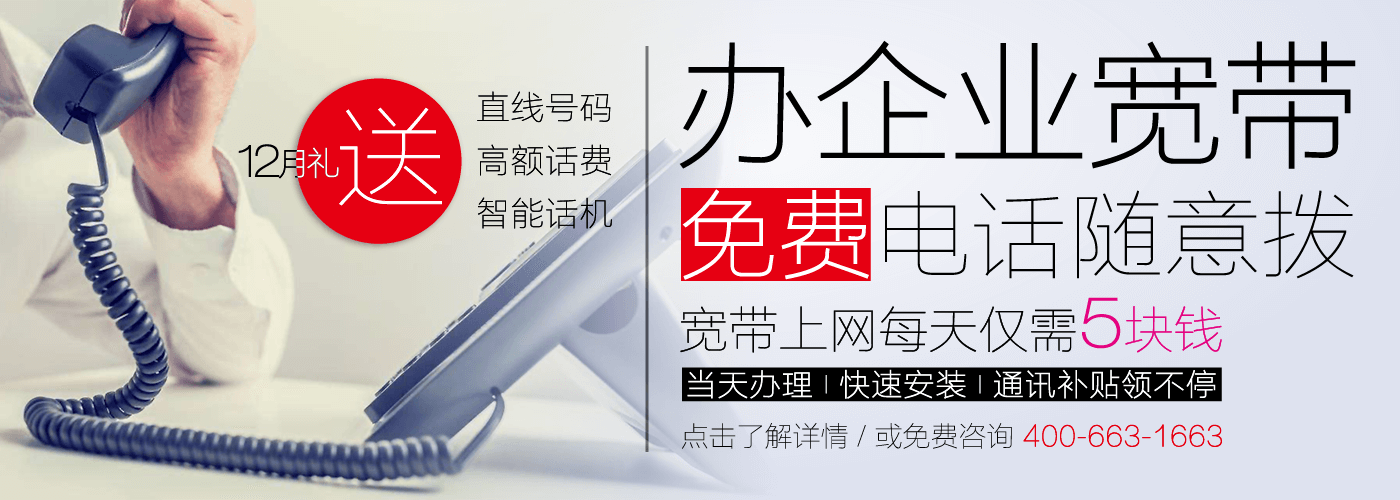 12月礼 送
直线号码
高额话费
智能话机
办企业宽带
免费电话随意拨
宽带上网每天仅需5块钱
当天办理 | 快速安装 | 通讯补贴领不停
点击了解详情 / 或免费咨询 400-663-1663